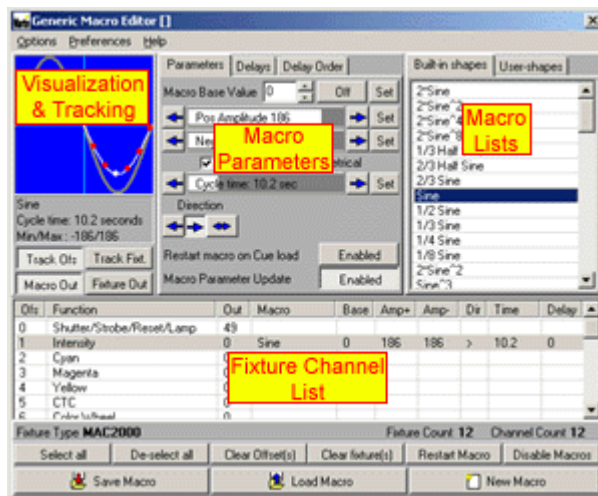 Generic Macro Editor []
Options Preferences Help
Visualization
& Tracking
Sine
Cycle time: 10.2 seconds
Min/Max : -186/186
Track Ofs Track Fixt.
Macro Out Fixture Out
Parameters Delays Delay Order
Macro Base Value 0 Off Set
Pos Amplitude 186 Set
Set
Macro
Parameters
Cycle time: 10.2 sec Set
Direction
Restart macro on Cue load Enabled
Macro Parameter Update Enabled
Built-in shapes User-shapes
2*Sine
2*Sine^2
2*Sine^4
2*Sine^8
1/3 Half Sine
2/3 Half Sine
2/3 Sine
Sine
1/2 Sine
1/3 Sine
1/4 Sine
1/8 Sine
2*Sine^2
Sine^3
Macro
Lists
Ofs Function Out Macro Base Amp+ Amp- Dir Time Delay
0 Shutter/Strobe/Reset/Lamp 49
1 Intensity 0 Sine 0 186 186 > 10.2 0
2 Cyan
3 Magenta
4 Yellow
5 CTC
6 Color Wheel 0
Fixture Channel
List
Fixture Type MAC2000 Fixture Count 12 Channel Count 12
Select all De-select all Clear Offset(s) Clear fixture(s) Restart Macro Disable Macros
Save Macro Load Macro New Macro